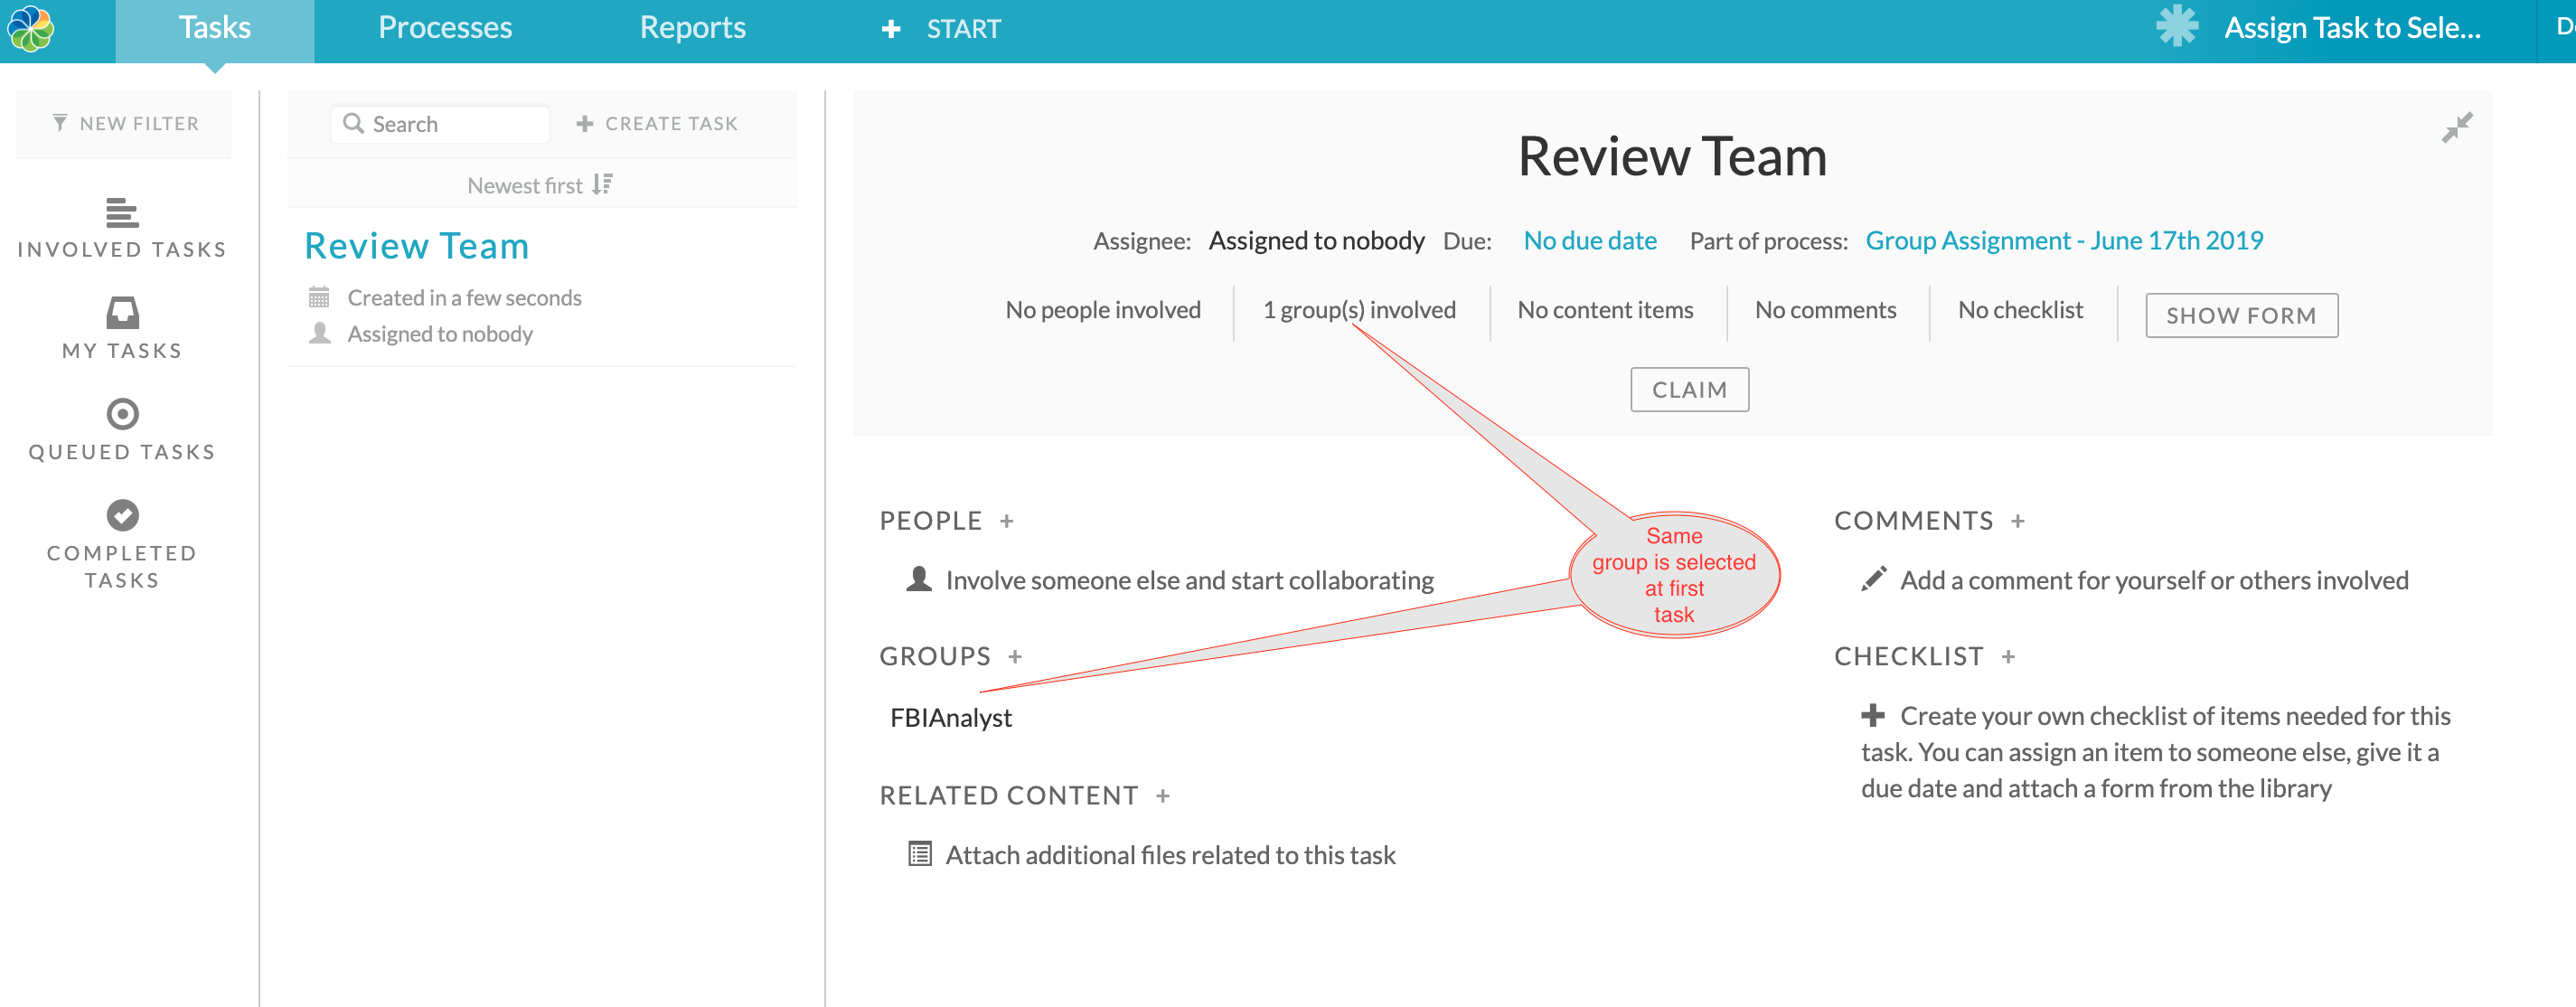 Tasks
Processes
Reports
START
Assign Task to Sele...
NEW FILTER
INVOLVED TASKS
MY TASKS
QUEUED TASKS
COMPLETED
TASKS
Search
CREATE TASK
Newest first
Review Team
Created in a few seconds
Assigned to nobody
Review Team
Assignee: Assigned to nobody Due: No due date Part of process: Group Assignment - June 17th 2019
No people involved
1 group(s) involved
No content items
No comments
No checklist
SHOW FORM
CLAIM
PEOPLE +
Involve someone else and start collaborating
GROUPS +
FBIAnalyst
RELATED CONTENT +
Attach additional files related to this task
Same
group is selected
at first
task
COMMENTS +
Add a comment for yourself or others involved
CHECKLIST +
Create your own checklist of items needed for this
task. You can assign an item to someone else, give it a
due date and attach a form from the library